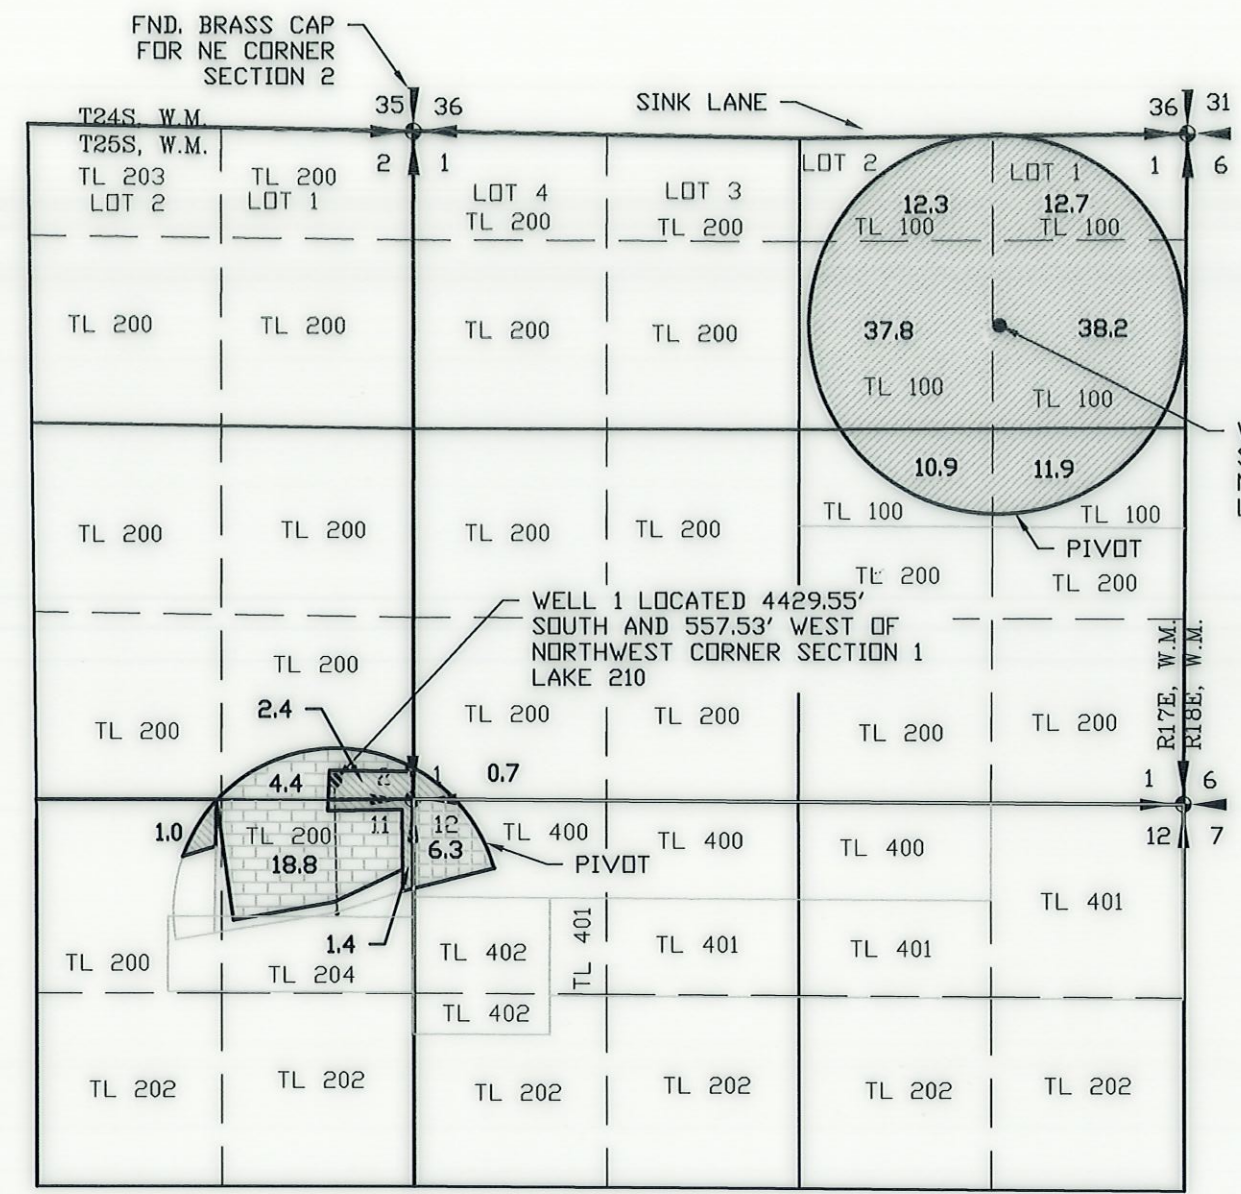 FND. BRASS CAP
FOR NE CORNER
SECTION 2
SINK LANE
35 36
36 31
T24S, W.M.
T25S, W.M.
2 1
1 6
TL 203
LOT 2
TL 200
LOT 1
LOT 4
TL 200
LOT 3
TL 200
LOT 2
12.3
TL 100
LOT 1
12.7
TL 100
TL 200
TL 200
TL 200
TL 200
37.8
38.2
TL 100
TL 100
10.9
11.9
TL 200
TL 200
TL 200
TL 200
TL 100
TL 100
PIVOT
TL 200
TL 200
WELL 1 LOCATED 4429.55'
SOUTH AND 557.53' WEST OF
NORTHWEST CORNER SECTION 1
LAKE 210
R17E, W.M.
R18E, W.M.
TL 200
2.4
TL 200
TL 200
TL 200
TL 200
TL 200
4.4
2 1
0.7
1 6
1.0
TL 200
18.8
11 12
6.3
TL 400
TL 400
TL 400
12 7
PIVOT
TL 401
1.4
TL 200
TL 204
TL 402
TL 401
TL 401
TL 401
TL 402
TL 202
TL 202
TL 202
TL 202
TL 202
TL 202